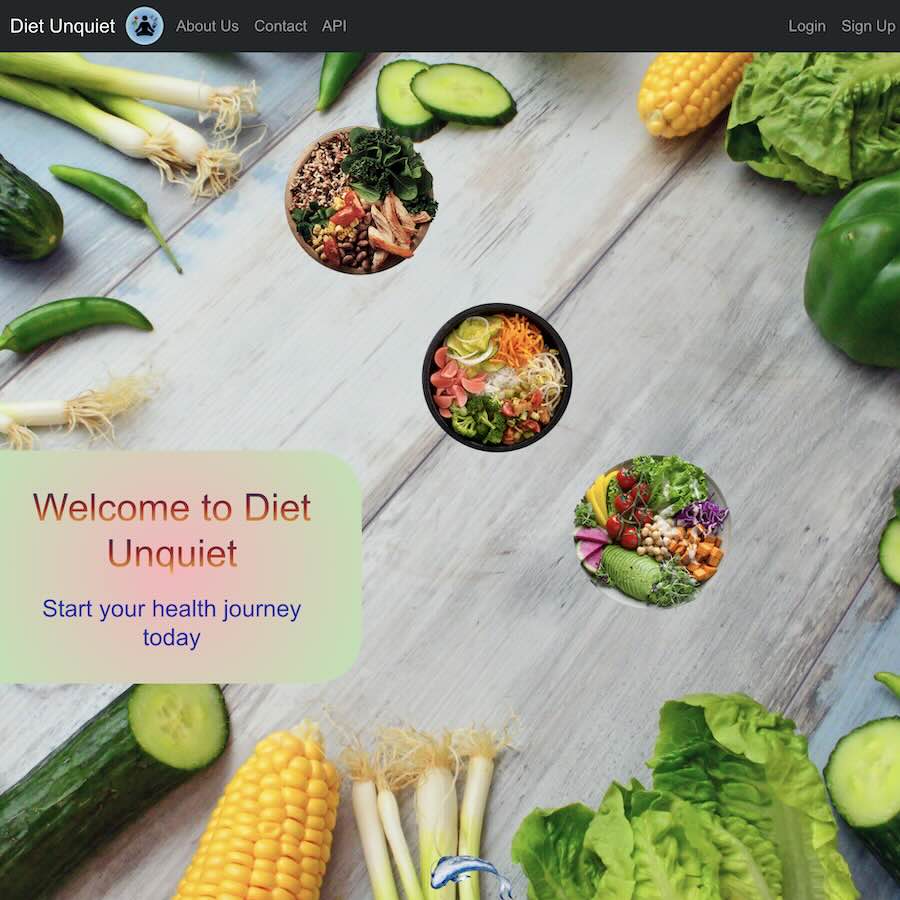 Diet Unquiet About Us Contact API Login Sign Up
Welcome to Diet
Unquiet
Start your health journey
today